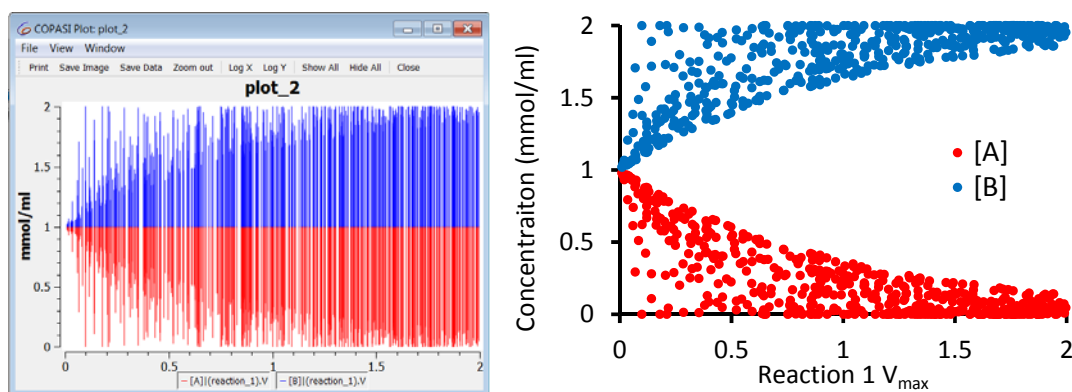 COPASI Plot: plot_2
File View Window
Print Save Image Save Data Zoom out Log X Log Y Show All Hide All Close
plot_2
mmol/ml
2
1.5
1
0.5
0
0 0.5 1 1.5 2
[A]|(reaction_1).V [B]|(reaction_1).V
Concentraiton (mmol/ml)
2
1.5
1
0.5
0
[A]
[B]
0 0.5 1 1.5 2
Reaction 1 Vmax